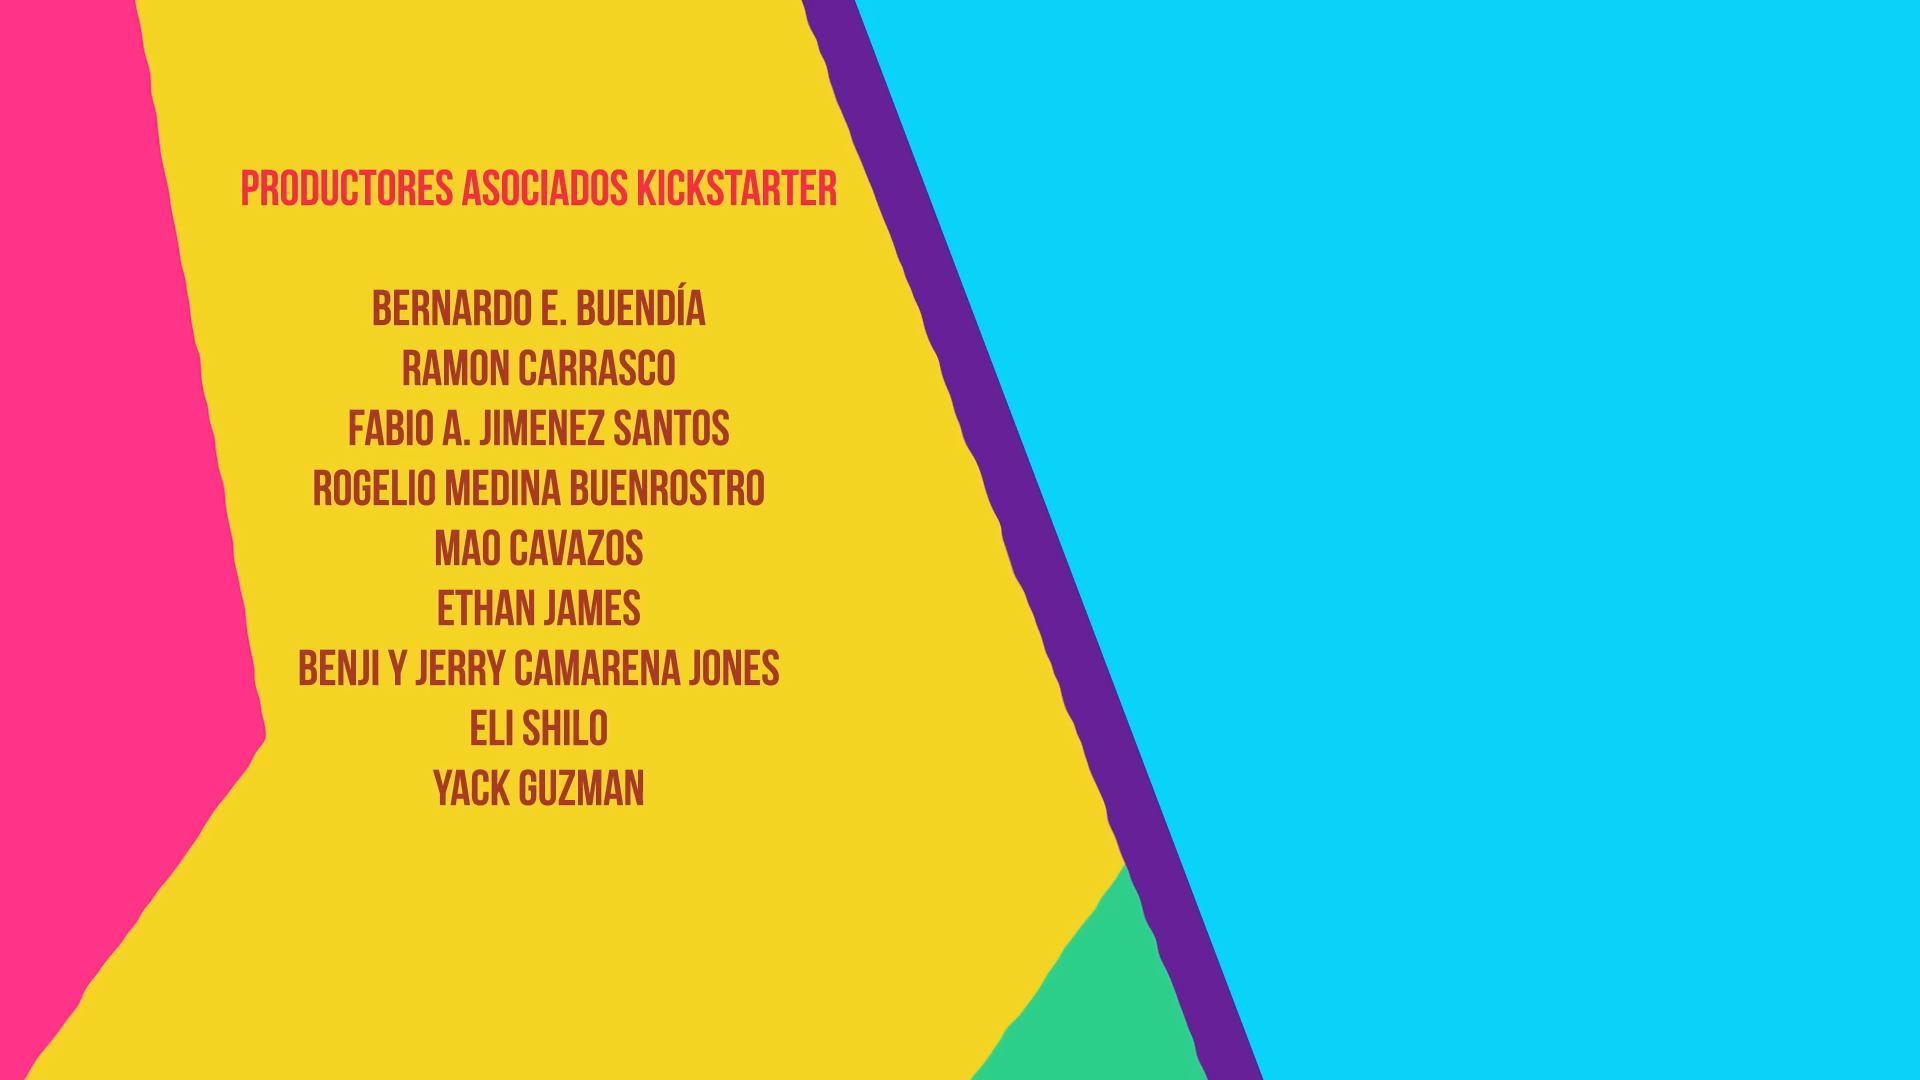 PRODUCTORES ASOCIADOS KICKSTARTER
BERNARDO E. BUENDÍA
RAMON CARRASCO
FABIO A. JIMENEZ SANTOS
ROGELIO MEDINA BUENROSTRO
MAO CAVAZOS
ETHAN JAMES
BENJI Y JERRY CAMARENA JONES
ELI SHILO
YACK GUZMAN